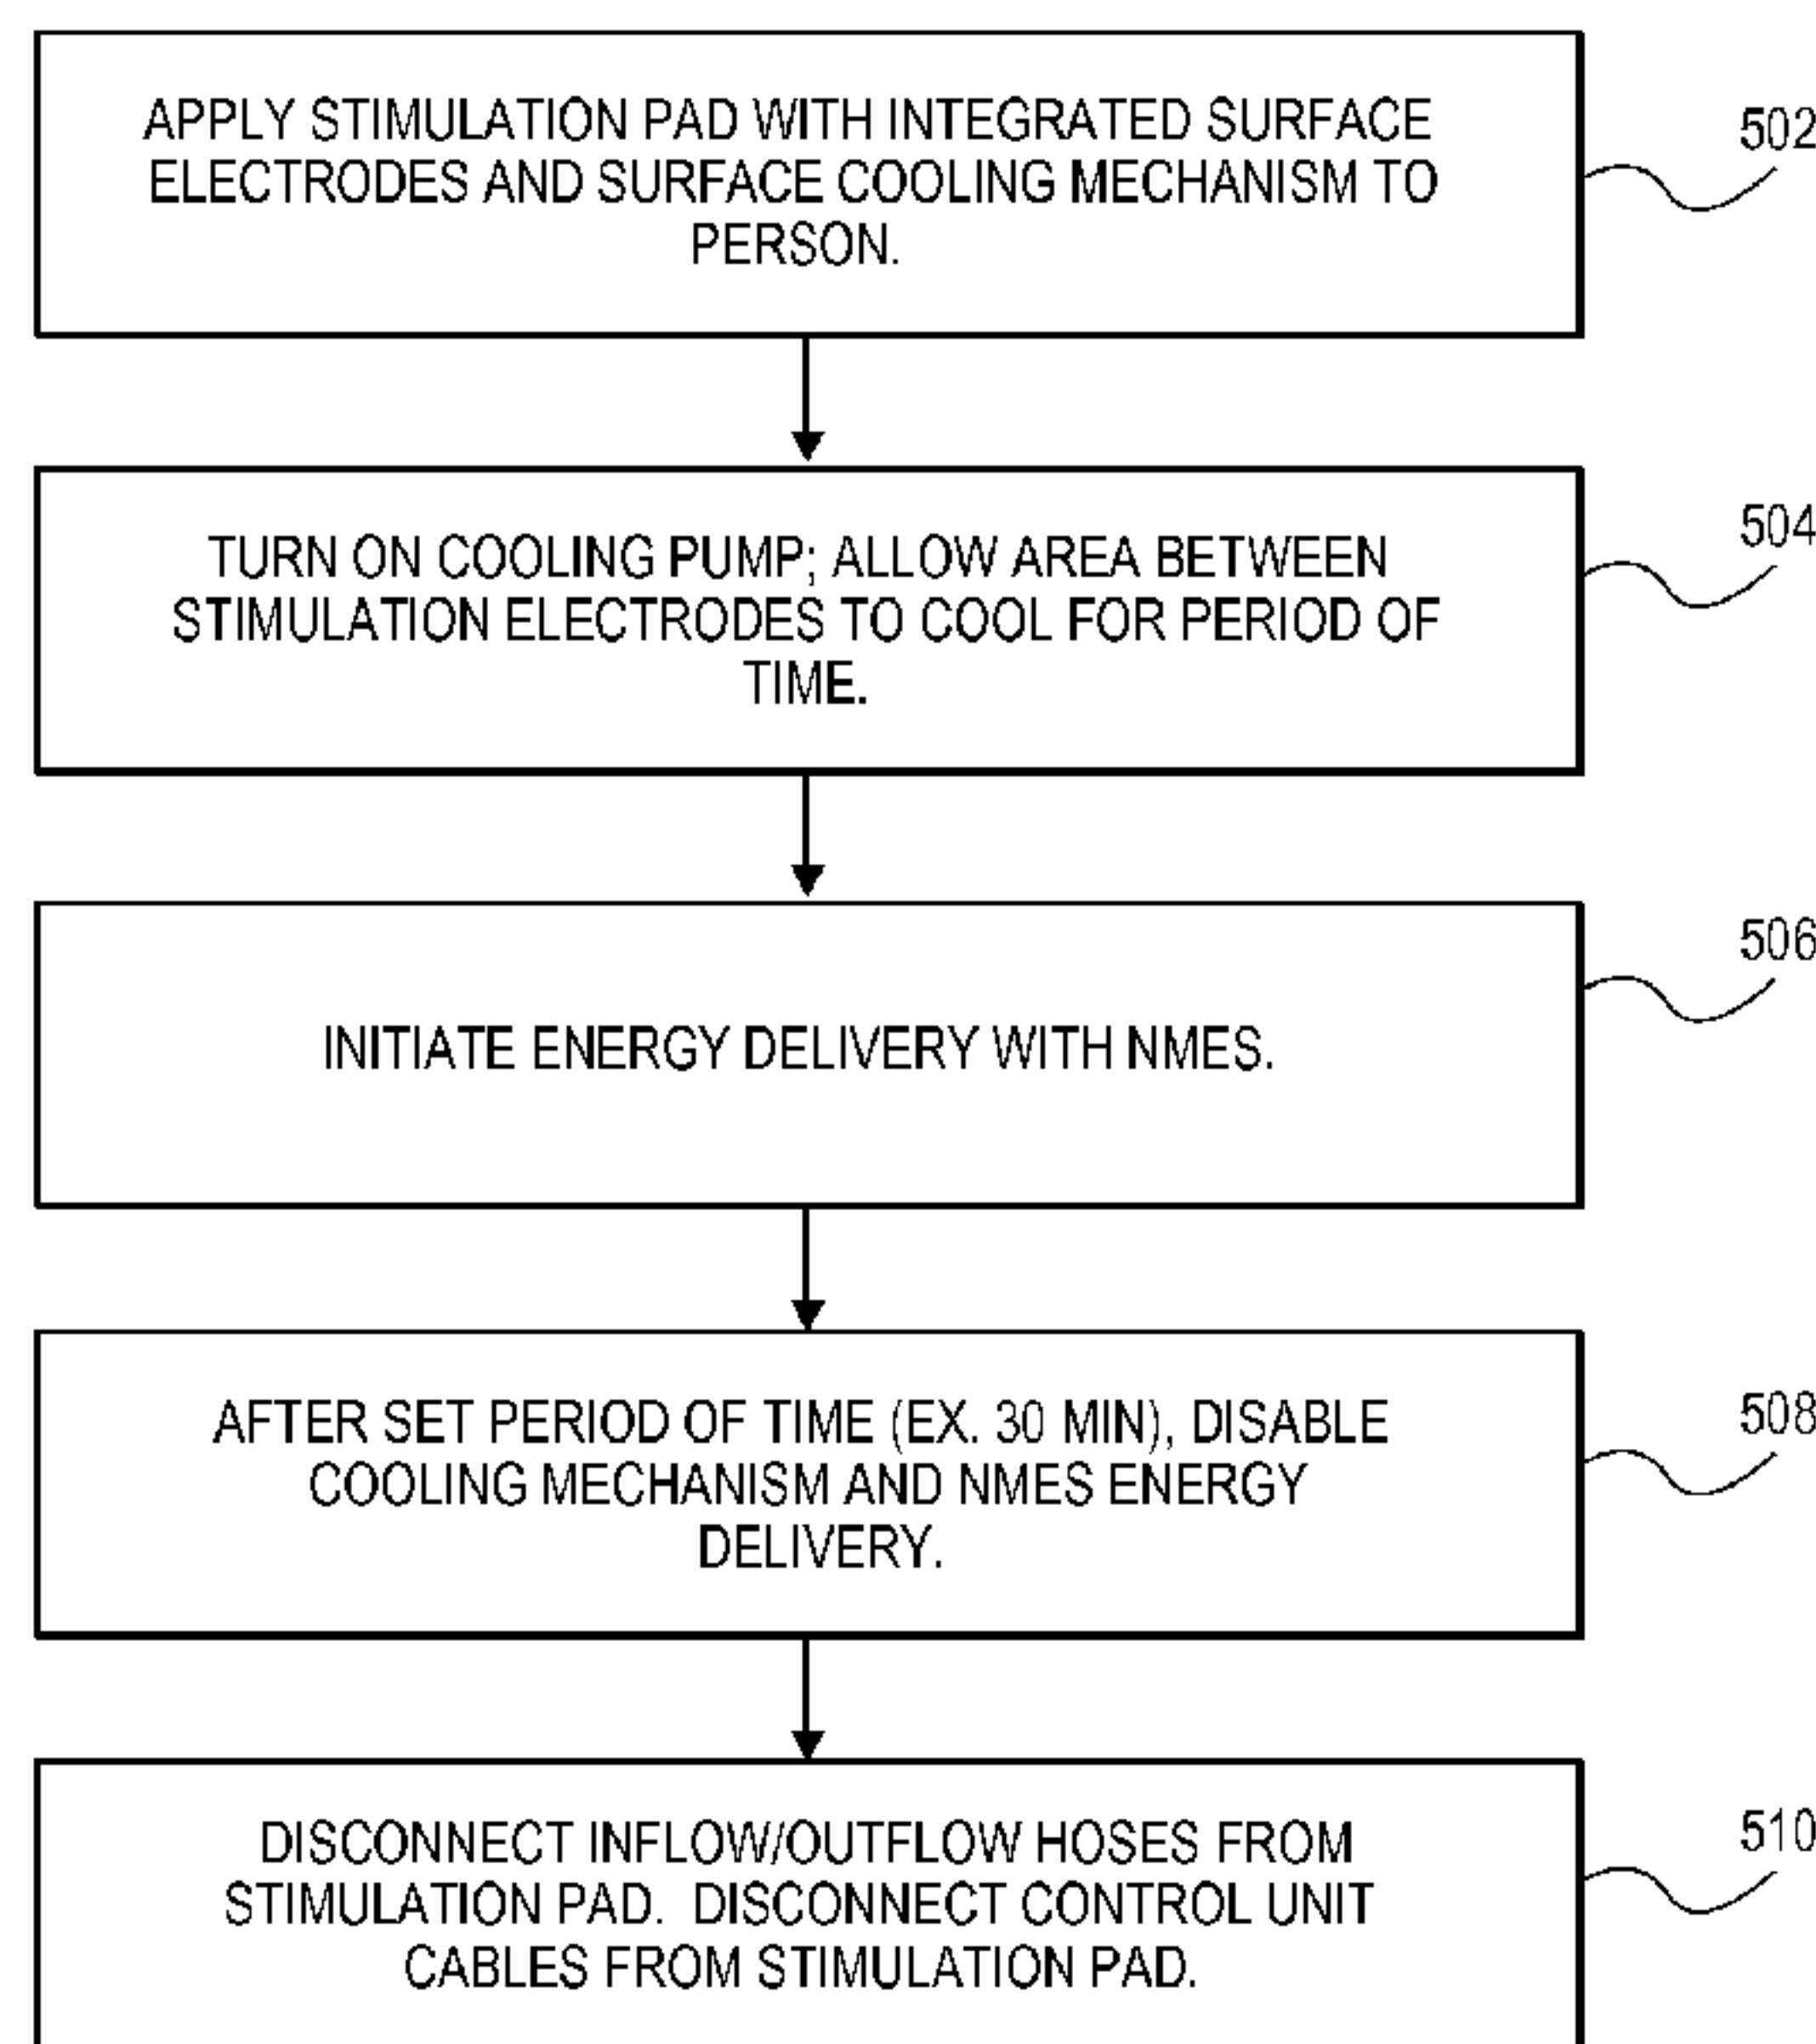 APPLY STIMULATION PAD WITH INTEGRATED SURFACE
ELECTRODES AND SURFACE COOLING MECHANISM TO
PERSON.
502
TURN ON COOLING PUMP; ALLOW AREA BETWEEN
STIMULATION ELECTRODES TO COOL FOR PERIOD OF
TIME.
504
INITIATE ENERGY DELIVERY WITH NMES.
506
AFTER SET PERIOD OF TIME (EX. 30 MIN), DISABLE
COOLING MECHANISM AND NMES ENERGY
DELIVERY.
508
DISCONNECT INFLOW/OUTFLOW HOSES FROM
STIMULATION PAD. DISCONNECT CONTROL UNIT
CABLES FROM STIMULATION PAD.
510